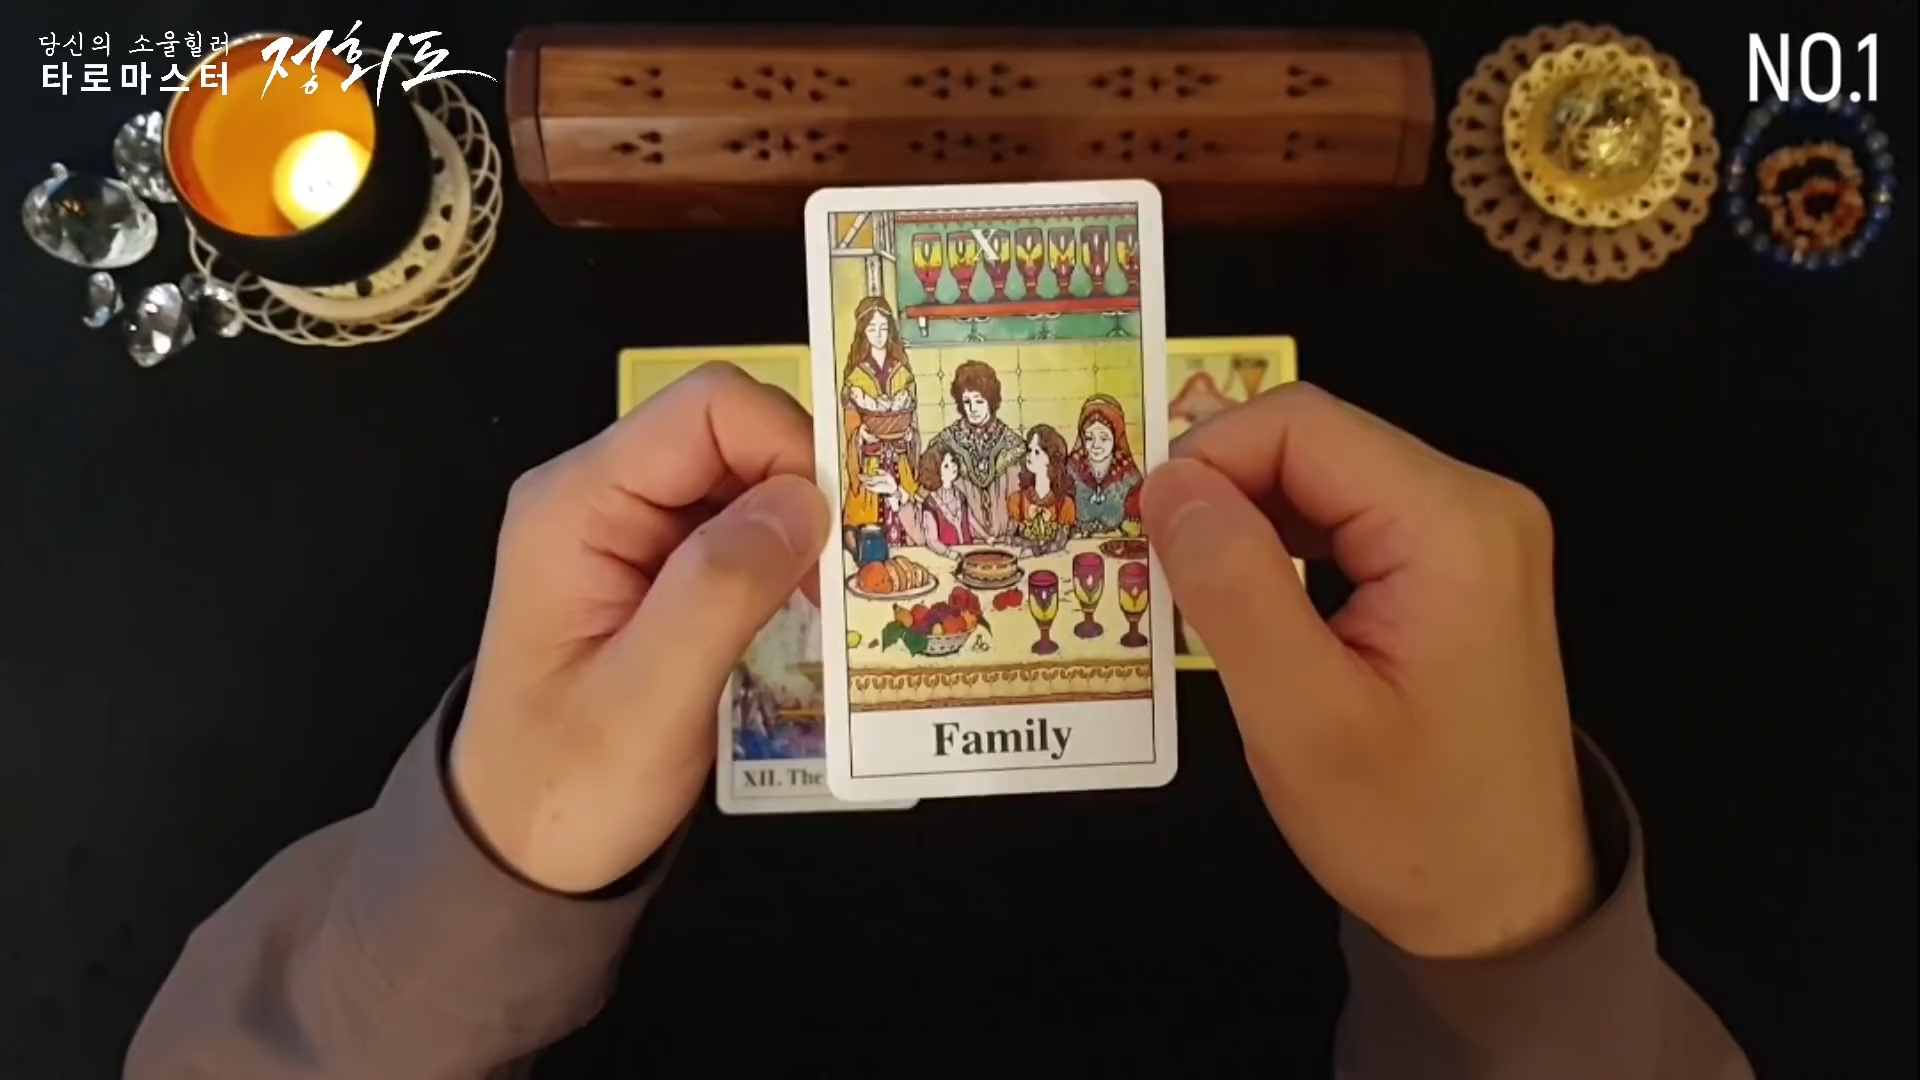 당신의 소울힐러
타로마스터 정회도
NO.1
X
Family
XII. The